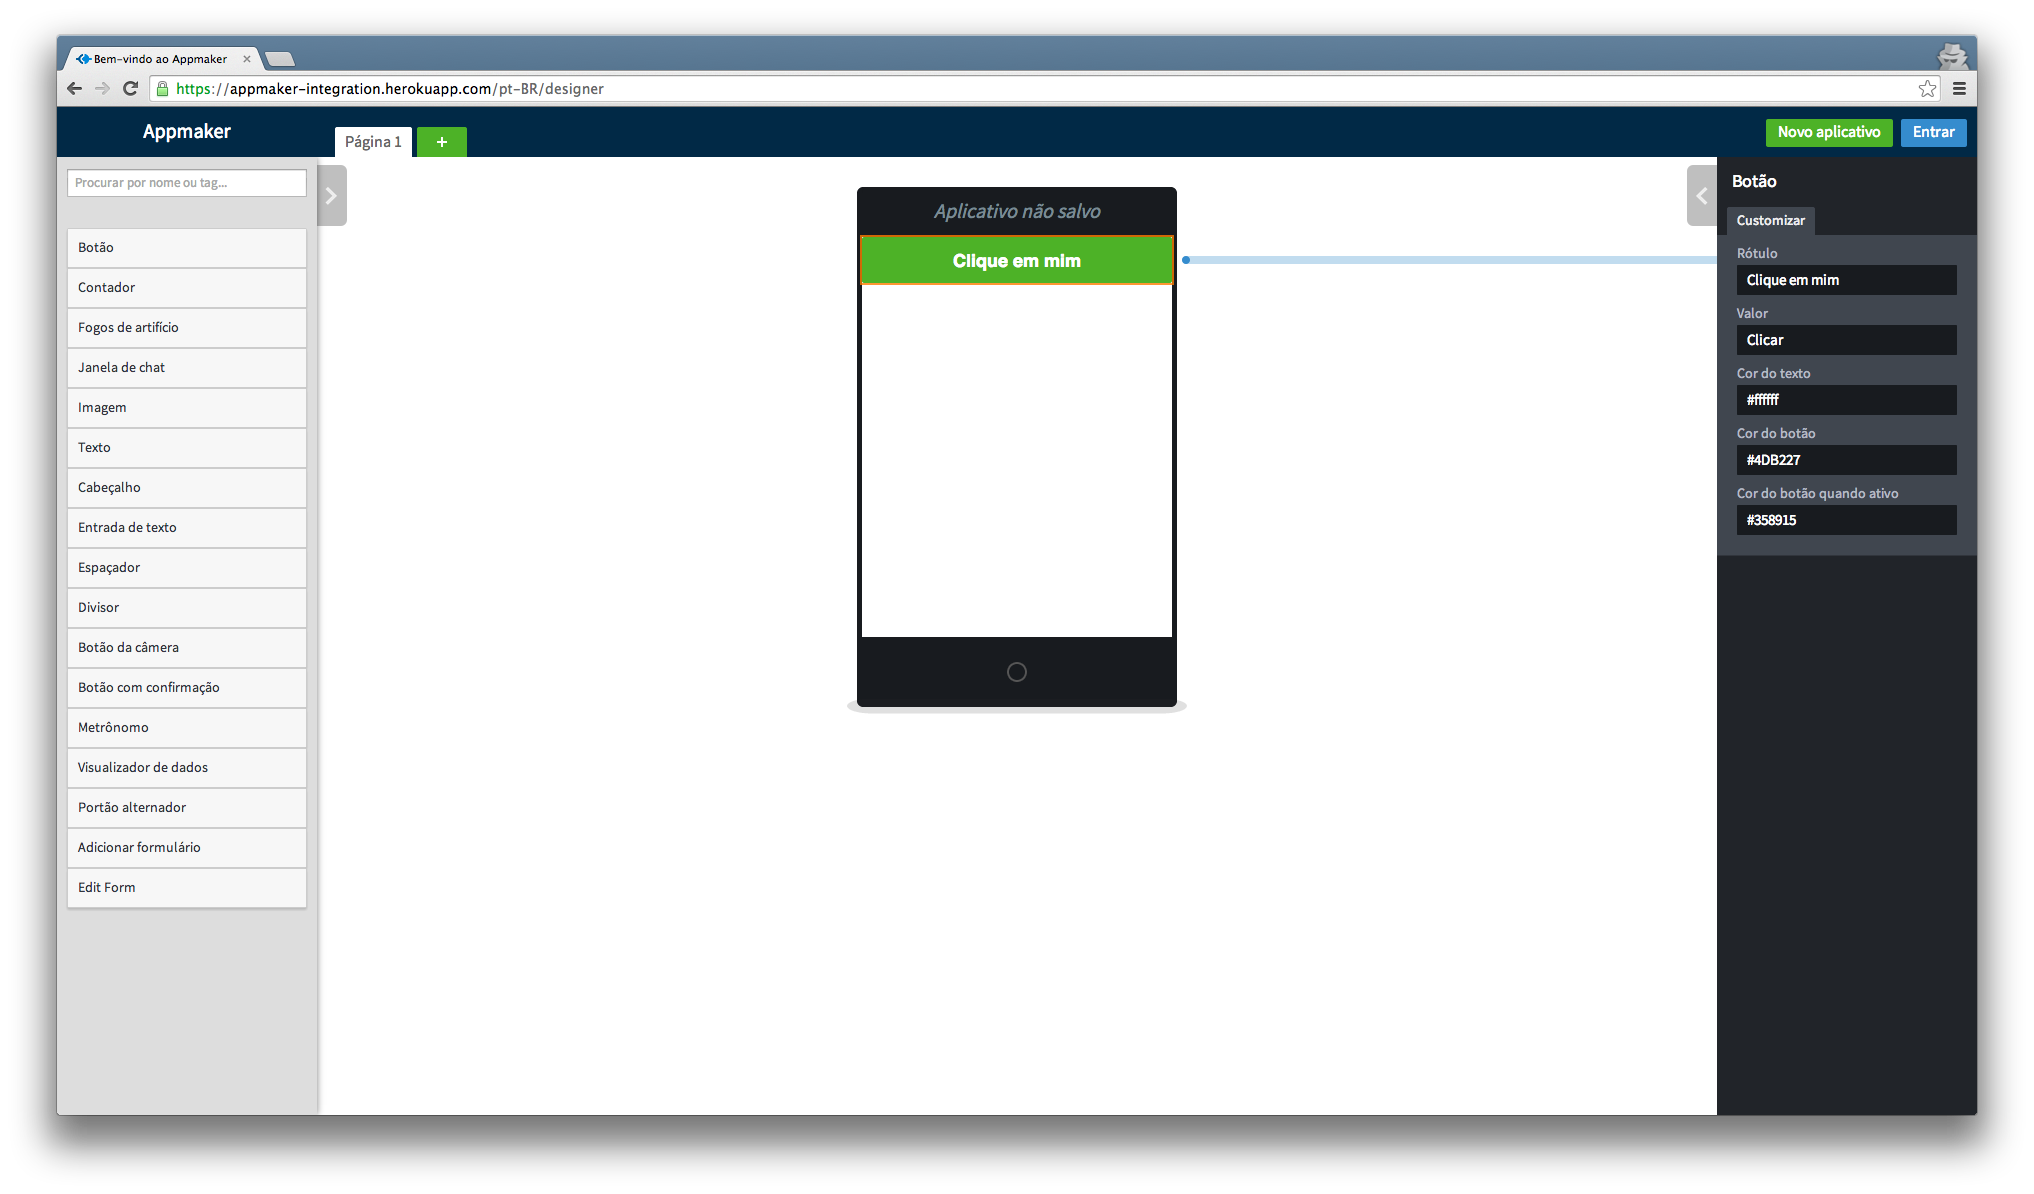 Bem-vindo ao Appmaker
https://appmaker-integration.herokuapp.com/pt-BR/designer
Appmaker
Página 1
+
Novo aplicativo
Entrar
Procurar por nome ou tag...
Botão
Contador
Fogos de artifício
Janela de chat
Imagem
Texto
Cabeçalho
Entrada de texto
Espaçador
Divisor
Botão da câmera
Botão com confirmação
Metrônomo
Visualizador de dados
Portão alternador
Adicionar formulário
Edit Form
Aplicativo não salvo
Clique em mim
Botão
Customizar
Rótulo
Clique em mim
Valor
Clicar
Cor do texto
#ffffff
Cor do botão
#4DB227
Cor do botão quando ativo
#358915